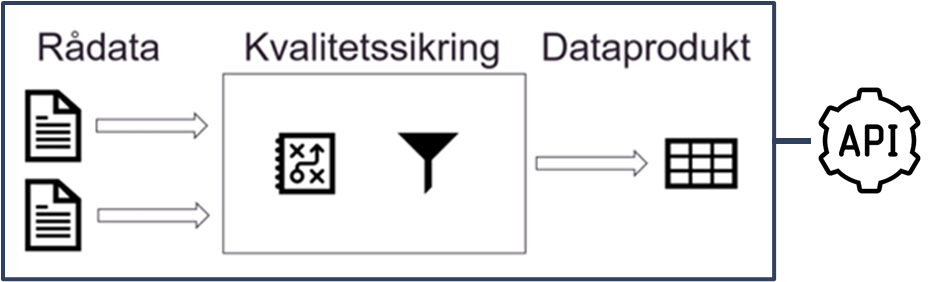 Rådata
Kvalitetssikring
Dataprodukt
API